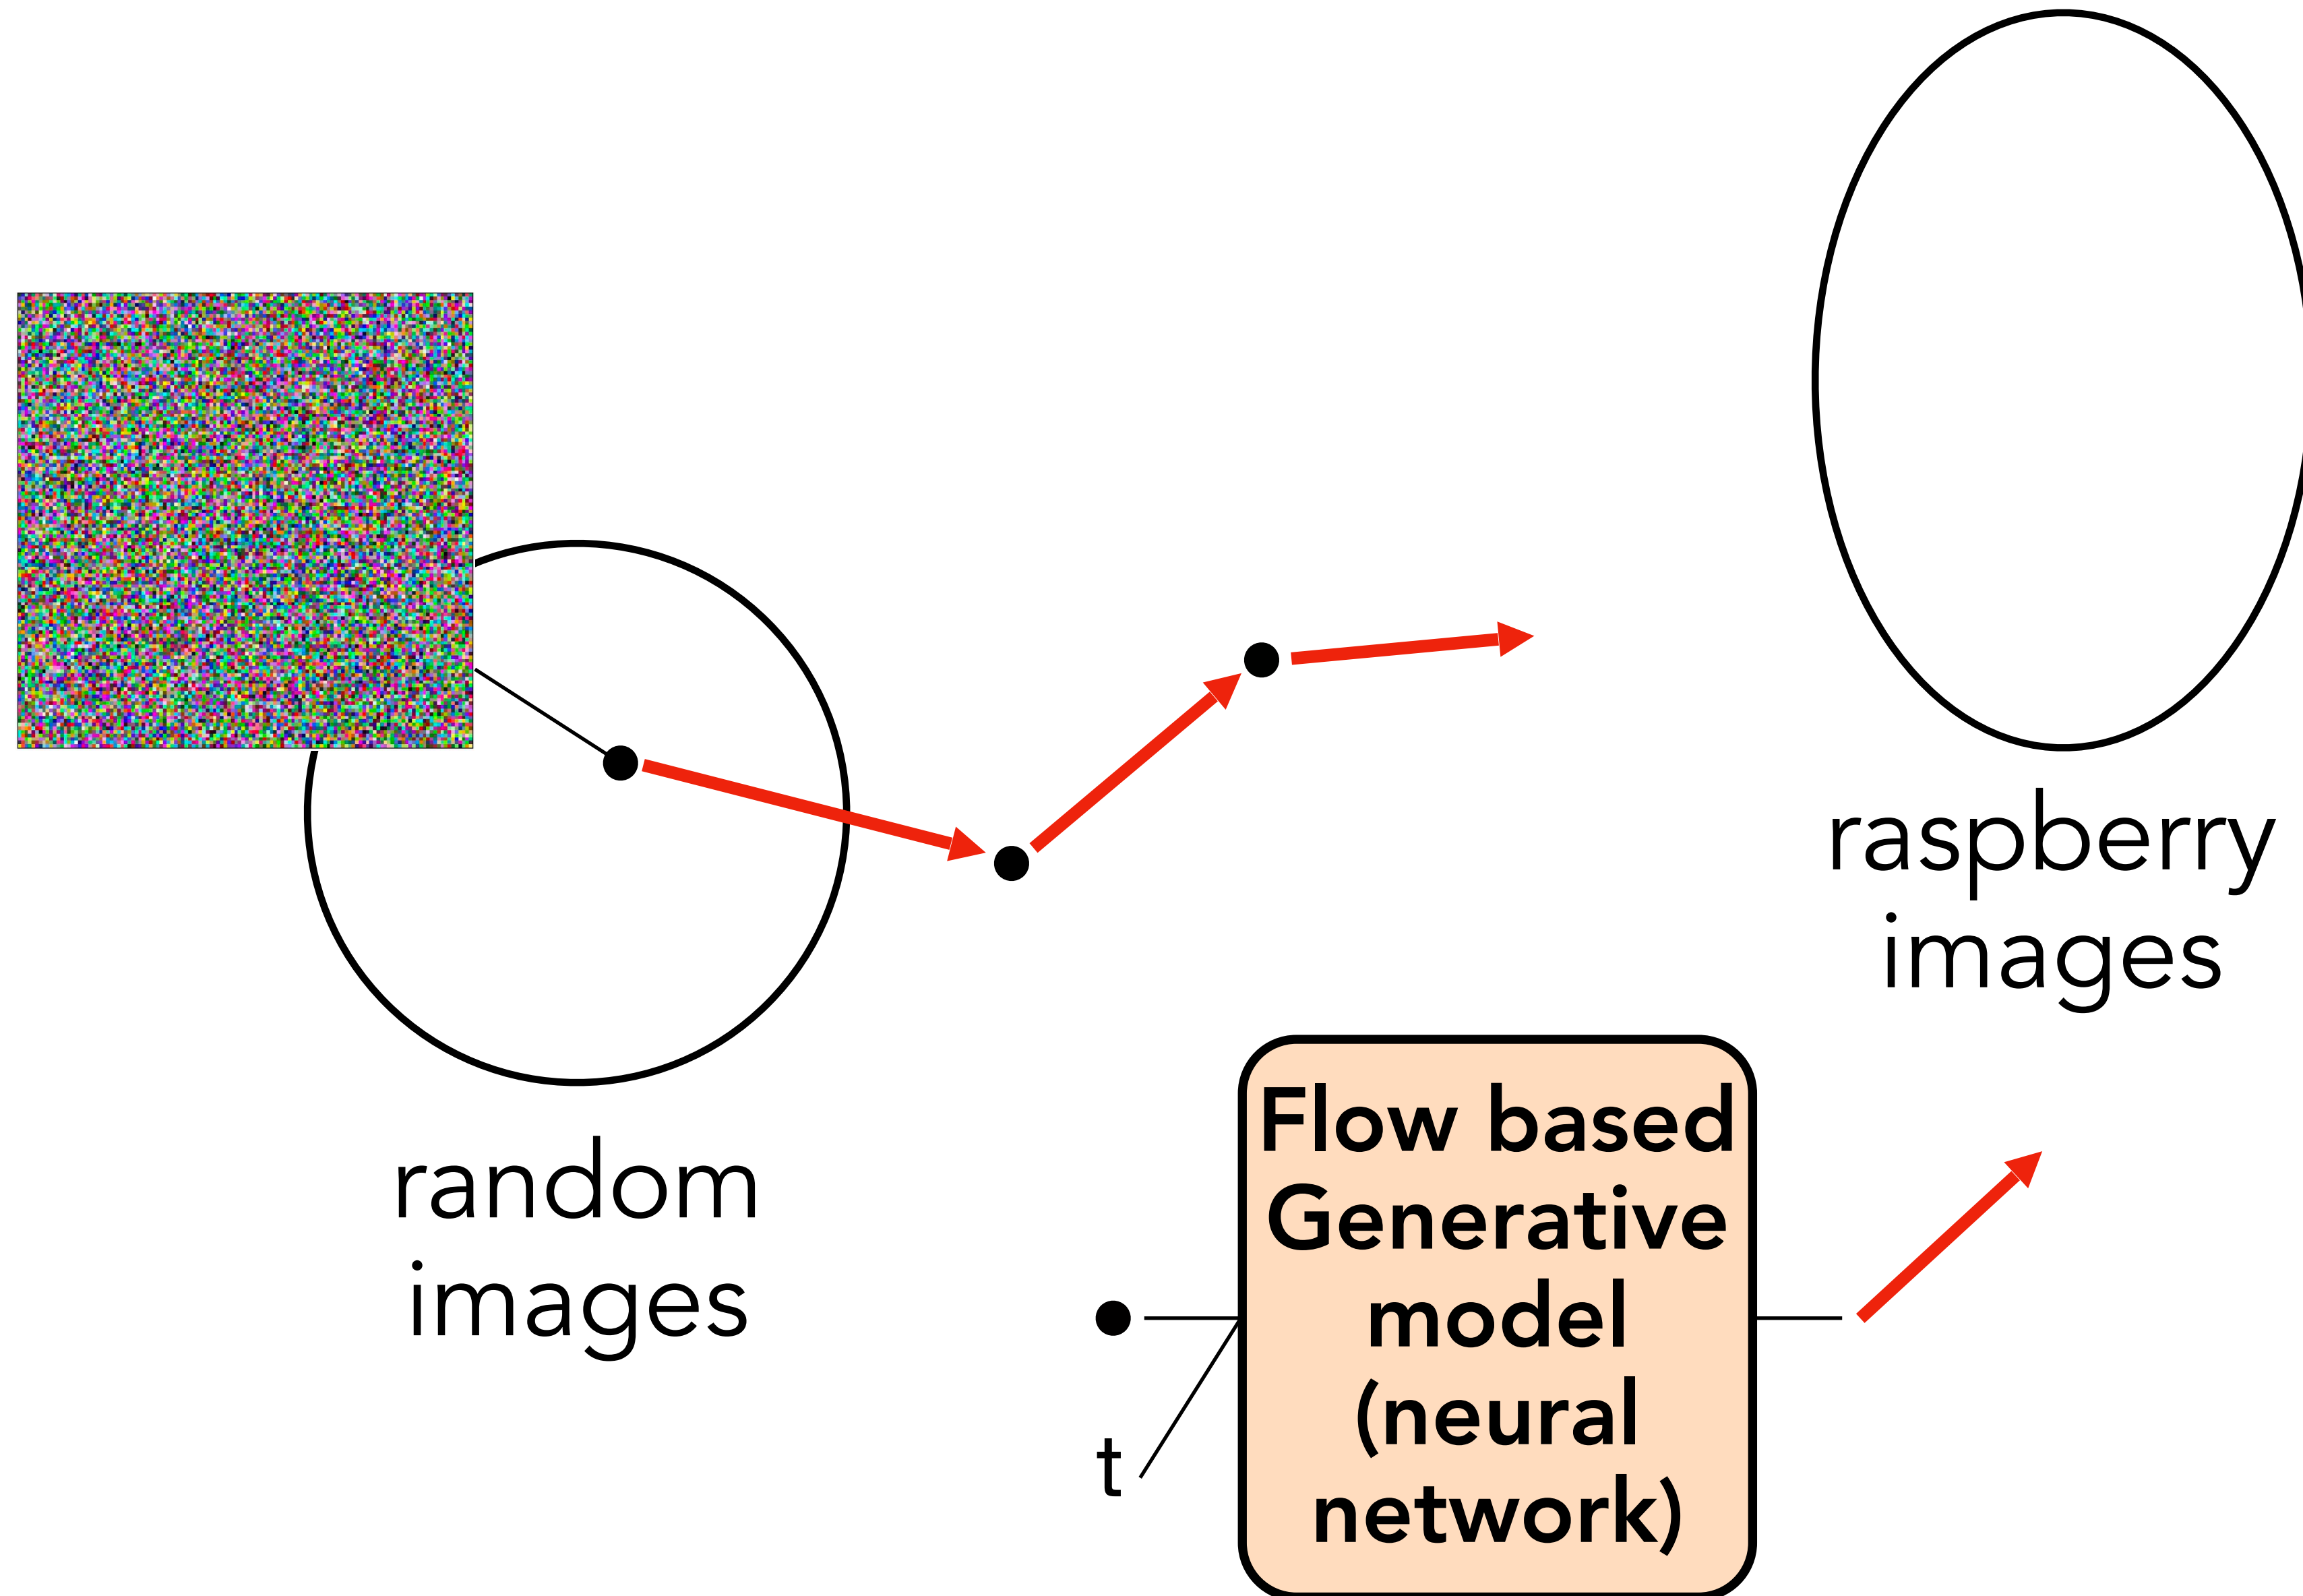 raspberry
images
random
images
Flow based
Generative
model
(neural
network)
t